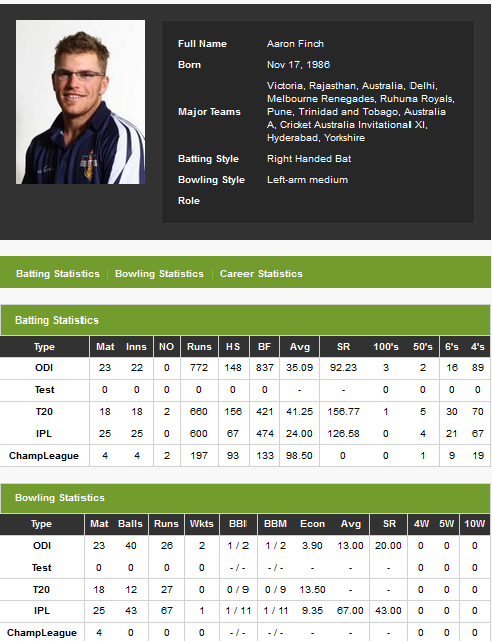 Full Name Aaron Finch
Born Nov 17, 1986
Major Teams Victoria, Rajasthan, Australia, Delhi,
Melbourne Renegades, Ruhuna Royals,
Pune, Trinidad and Tobago, Australia
A, Cricket Australia Invitational XI,
Hyderabad, Yorkshire
Batting Style Right Handed Bat
Bowling Style Left-arm medium
Role
Batting Statistics | Bowling Statistics | Career Statistics
Batting Statistics
Type Mat Inns NO Runs HS BF Avg SR 100's 50's 6's 4's
ODI 23 22 0 772 148 837 35.09 92.23 3 2 16 89
Test 0 0 0 0 0 0 - - 0 0 0 0
T20 18 18 2 660 156 421 41.25 156.77 1 5 30 70
IPL 25 25 0 600 67 474 24.00 126.58 0 4 21 67
ChampLeague 4 4 2 197 93 133 98.50 0 0 1 9 19
Bowling Statistics
Type Mat Balls Runs Wkts BBI BBM Econ Avg SR 4W 5W 10W
ODI 23 40 26 2 1 / 2 1 / 2 3.90 13.00 20.00 0 0 0
Test 0 0 0 0 - / - - / - - - - 0 0 0
T20 18 12 27 0 0 / 9 0 / 9 13.50 - - 0 0 0
IPL 25 43 67 1 1 / 11 1 / 11 9.35 67.00 43.00 0 0 0
ChampLeague 4 0 0 0 - / - - / - - - - 0 0 0